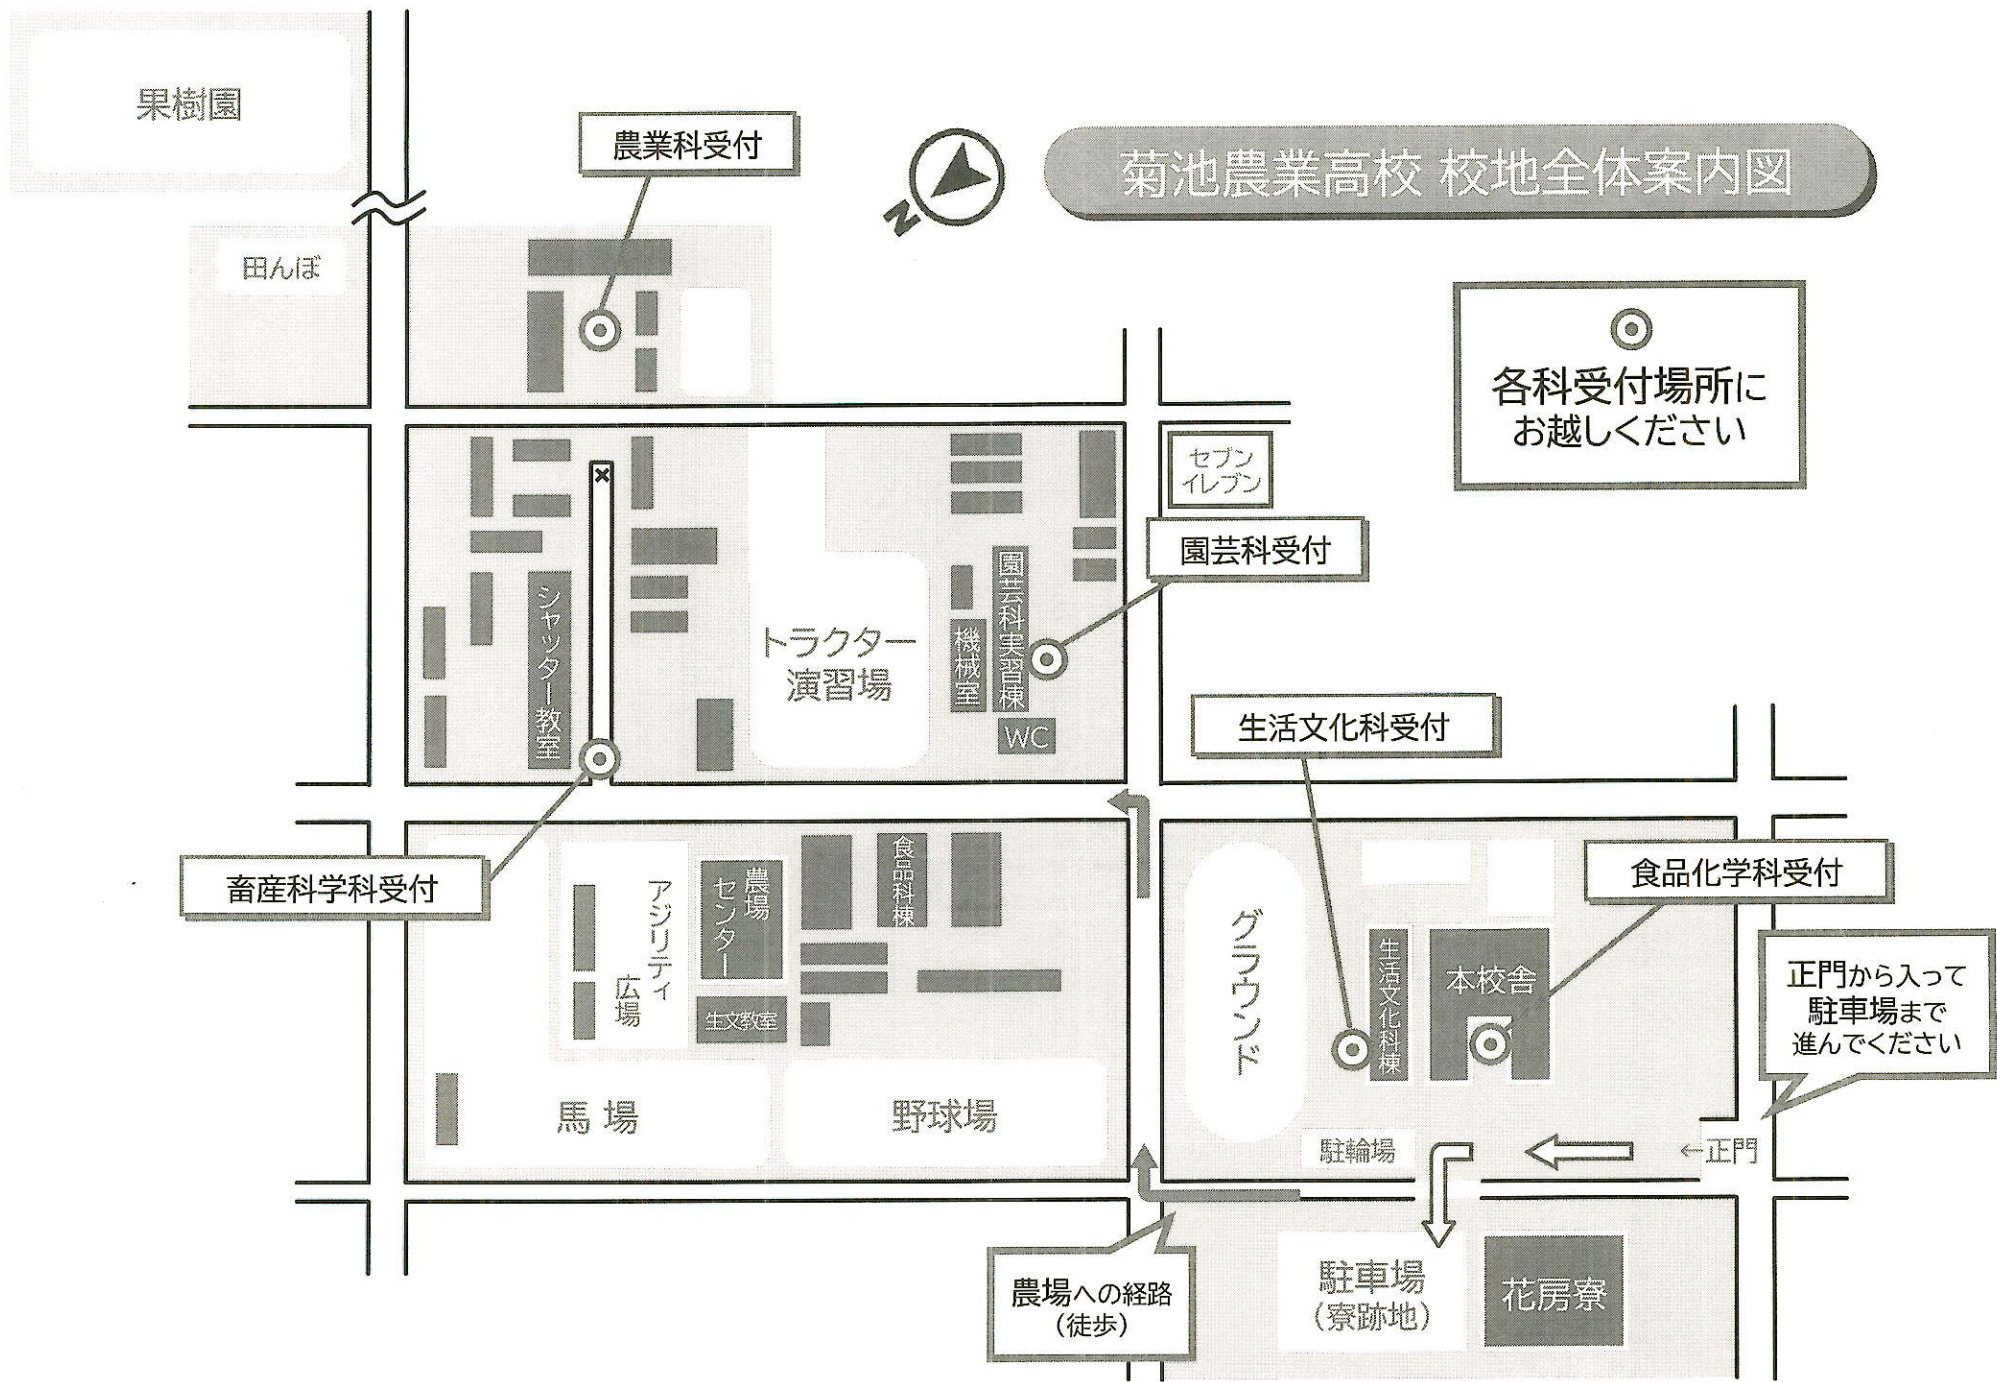 果樹園
農業科受付
菊池農業高校 校地全体案内図
N
田んぼ
各科受付場所に
お越しください
セブン
イレブン
園芸科受付
シャッター教室
トラクター
演習場
園芸科実習棟
機械室
WC
生活文化科受付
畜産科学科受付
食品化学科受付
アジリティ
広場
農場
センター
食品科棟
生文教室
グラウンド
生活文化科棟
本校舎
正門から入って
駐車場まで
進んでください
馬 場
野球場
駐輪場
←正門
農場への経路
（徒歩）
駐車場
（寮跡地）
花房寮